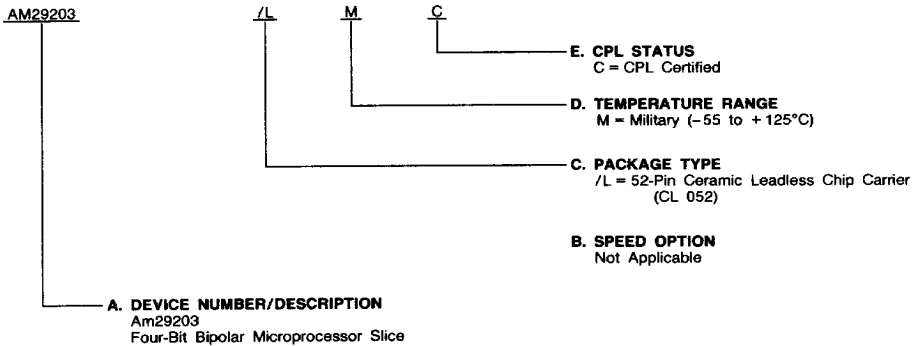 AM29203 /L M C
E. CPL STATUS
C = CPL Certified
D. TEMPERATURE RANGE
M = Military (−55 to +125°C)
C. PACKAGE TYPE
/L = 52-Pin Ceramic Leadless Chip Carrier
(CL 052)
B. SPEED OPTION
Not Applicable
A. DEVICE NUMBER/DESCRIPTION
Am29203
Four-Bit Bipolar Microprocessor Slice